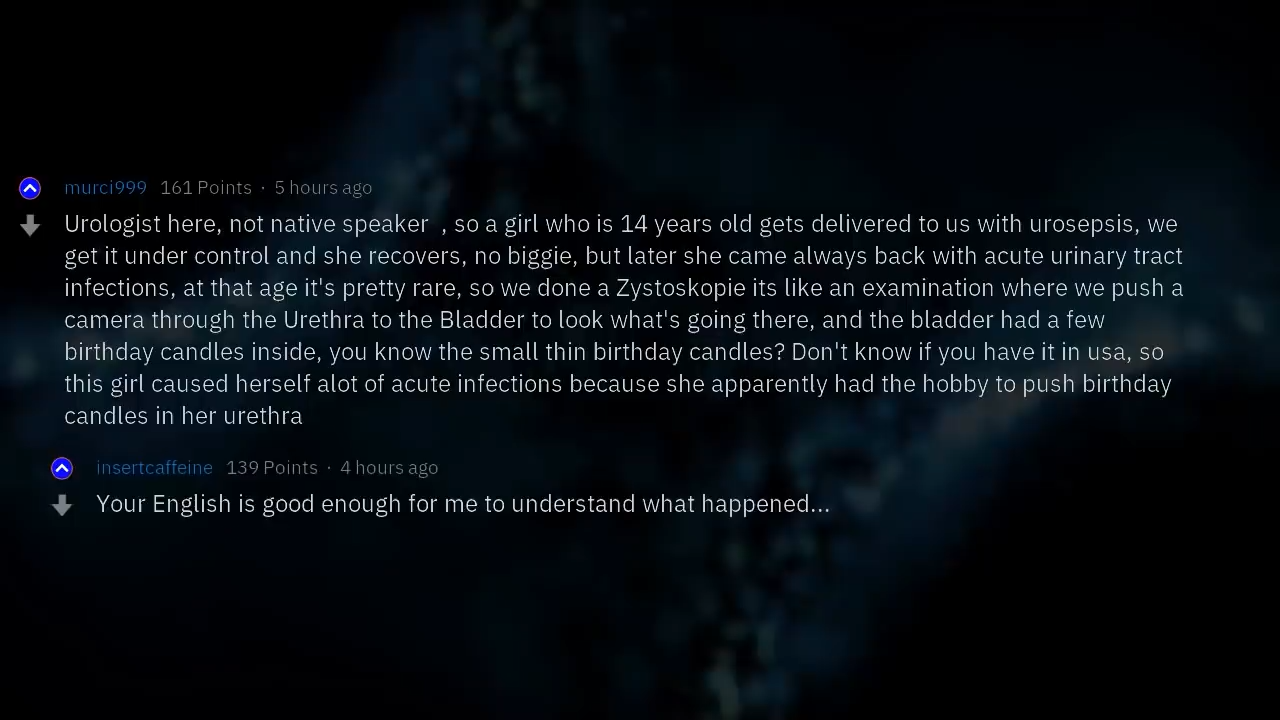 murci999 161 Points · 5 hours ago
Urologist here, not native speaker , so a girl who is 14 years old gets delivered to us with urosepsis, we
get it under control and she recovers, no biggie, but later she came always back with acute urinary tract
infections, at that age it's pretty rare, so we done a Zystoskopie its like an examination where we push a
camera through the Urethra to the Bladder to look what's going there, and the bladder had a few
birthday candles inside, you know the small thin birthday candles? Don't know if you have it in usa, so
this girl caused herself alot of acute infections because she apparently had the hobby to push birthday
candles in her urethra
insertcaffeine 139 Points · 4 hours ago
Your English is good enough for me to understand what happened...